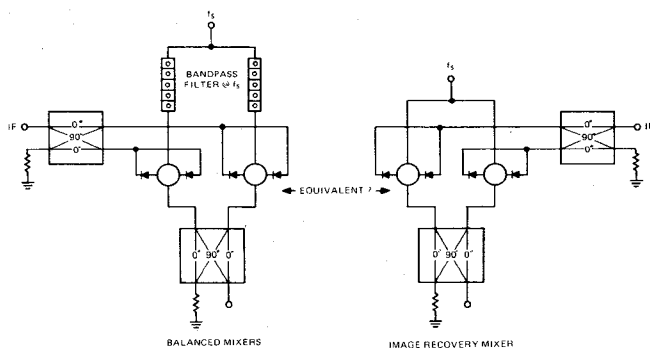 fs
BANDPASS
FILTER @ fs
IF
0°
90°
0°
0°
90°
0°
BALANCED MIXERS
EQUIVALENT ?
fs
0°
90°
0°
IF
0°
90°
0°
IMAGE RECOVERY MIXER